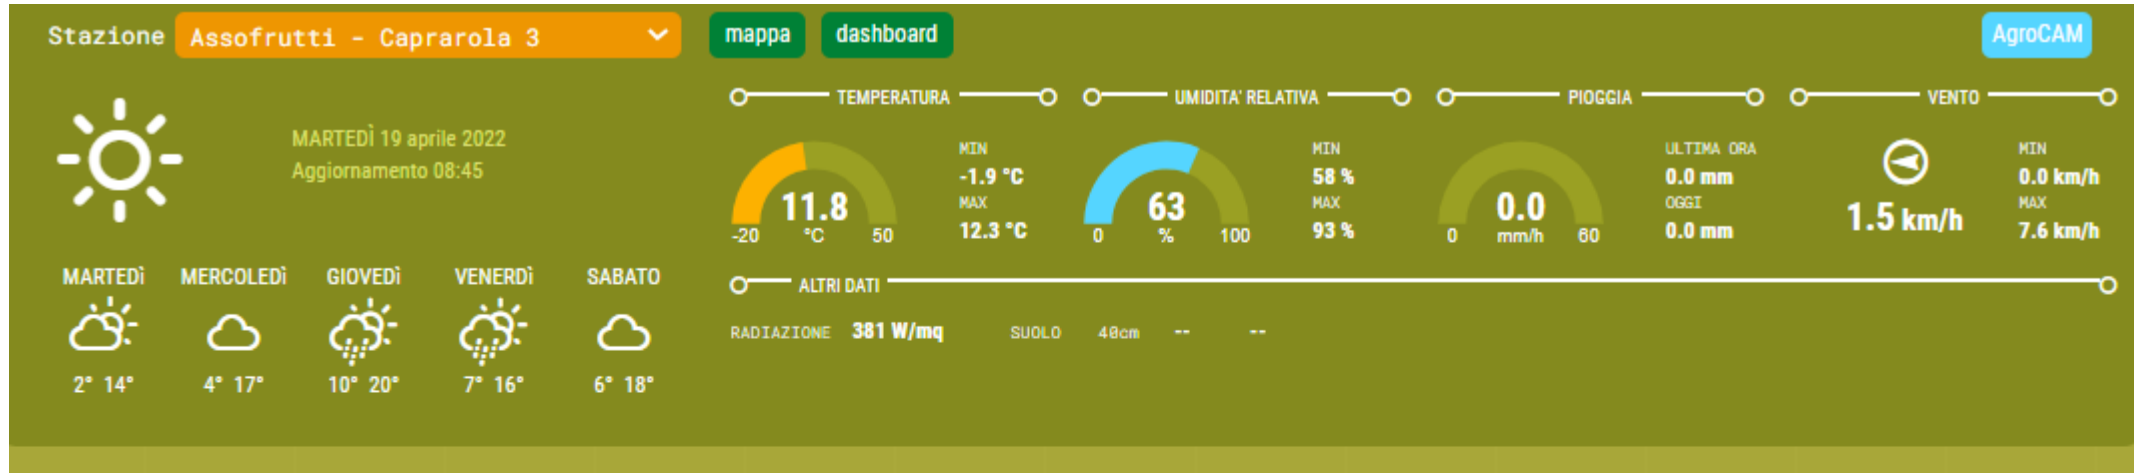 Stazione Assofrutti - Caprarola 3 mappa dashboard AgroCAM
MARTEDÌ 19 aprile 2022
Aggiornamento 08:45
MARTEDÌ MERCOLEDÌ GIOVEDÌ VENERDÌ SABATO
2° 14° 4° 17° 10° 20° 7° 16° 6° 18°
TEMPERATURA
11.8
°C
-20 50
MIN
-1.9 °C
MAX
12.3 °C
UMIDITA' RELATIVA
63
%
0 100
MIN
58 %
MAX
93 %
PIOGGIA
0.0
mm/h
0 60
ULTIMA ORA
0.0 mm
OGGI
0.0 mm
VENTO
1.5 km/h
MIN
0.0 km/h
MAX
7.6 km/h
ALTRI DATI
RADIAZIONE 381 W/mq SUOLO 40cm -- --